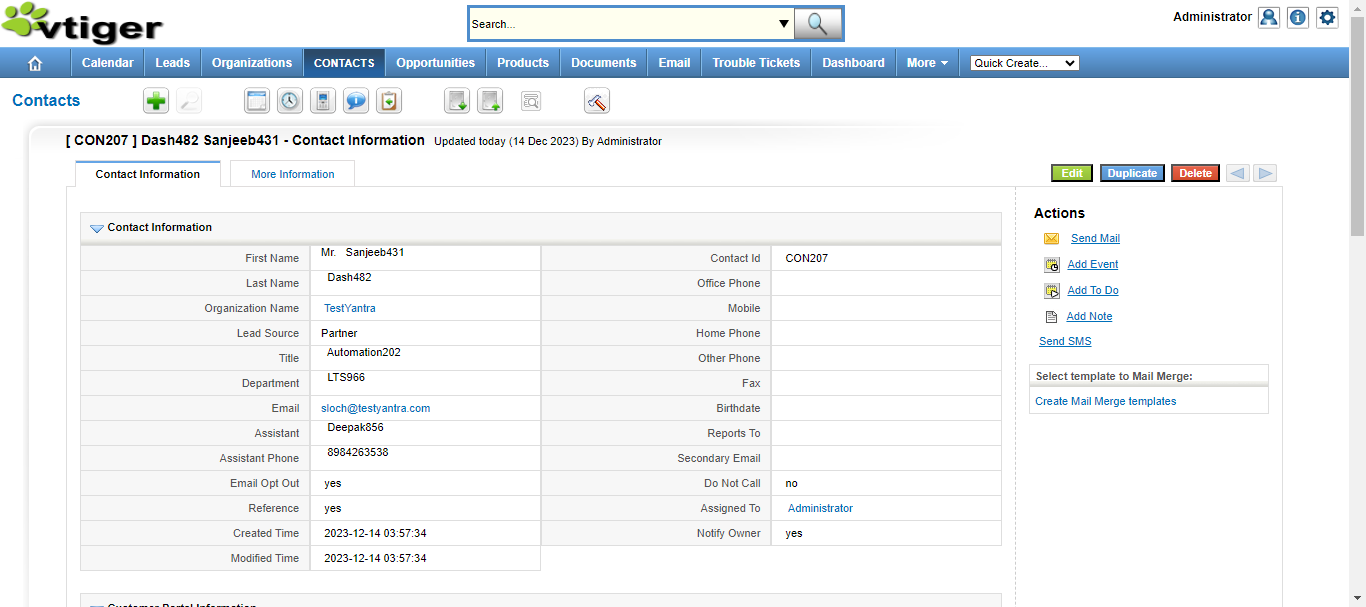 vtiger
Search...
Administrator
Calendar Leads Organizations CONTACTS Opportunities Products Documents Email Trouble Tickets Dashboard More Quick Create...
Contacts
[ CON207 ] Dash482 Sanjeeb431 - Contact Information Updated today (14 Dec 2023) By Administrator
Contact Information More Information
Edit Duplicate Delete
Contact Information
First Name Mr. Sanjeeb431 Contact Id CON207
Last Name Dash482 Office Phone
Organization Name TestYantra Mobile
Lead Source Partner Home Phone
Title Automation202 Other Phone
Department LTS966 Fax
Email sloch@testyantra.com Birthdate
Assistant Deepak856 Reports To
Assistant Phone 8984263538 Secondary Email
Email Opt Out yes Do Not Call no
Reference yes Assigned To Administrator
Created Time 2023-12-14 03:57:34 Notify Owner yes
Modified Time 2023-12-14 03:57:34
Customer Portal Information
Actions
Send Mail
Add Event
Add To Do
Add Note
Send SMS
Select template to Mail Merge:
Create Mail Merge templates